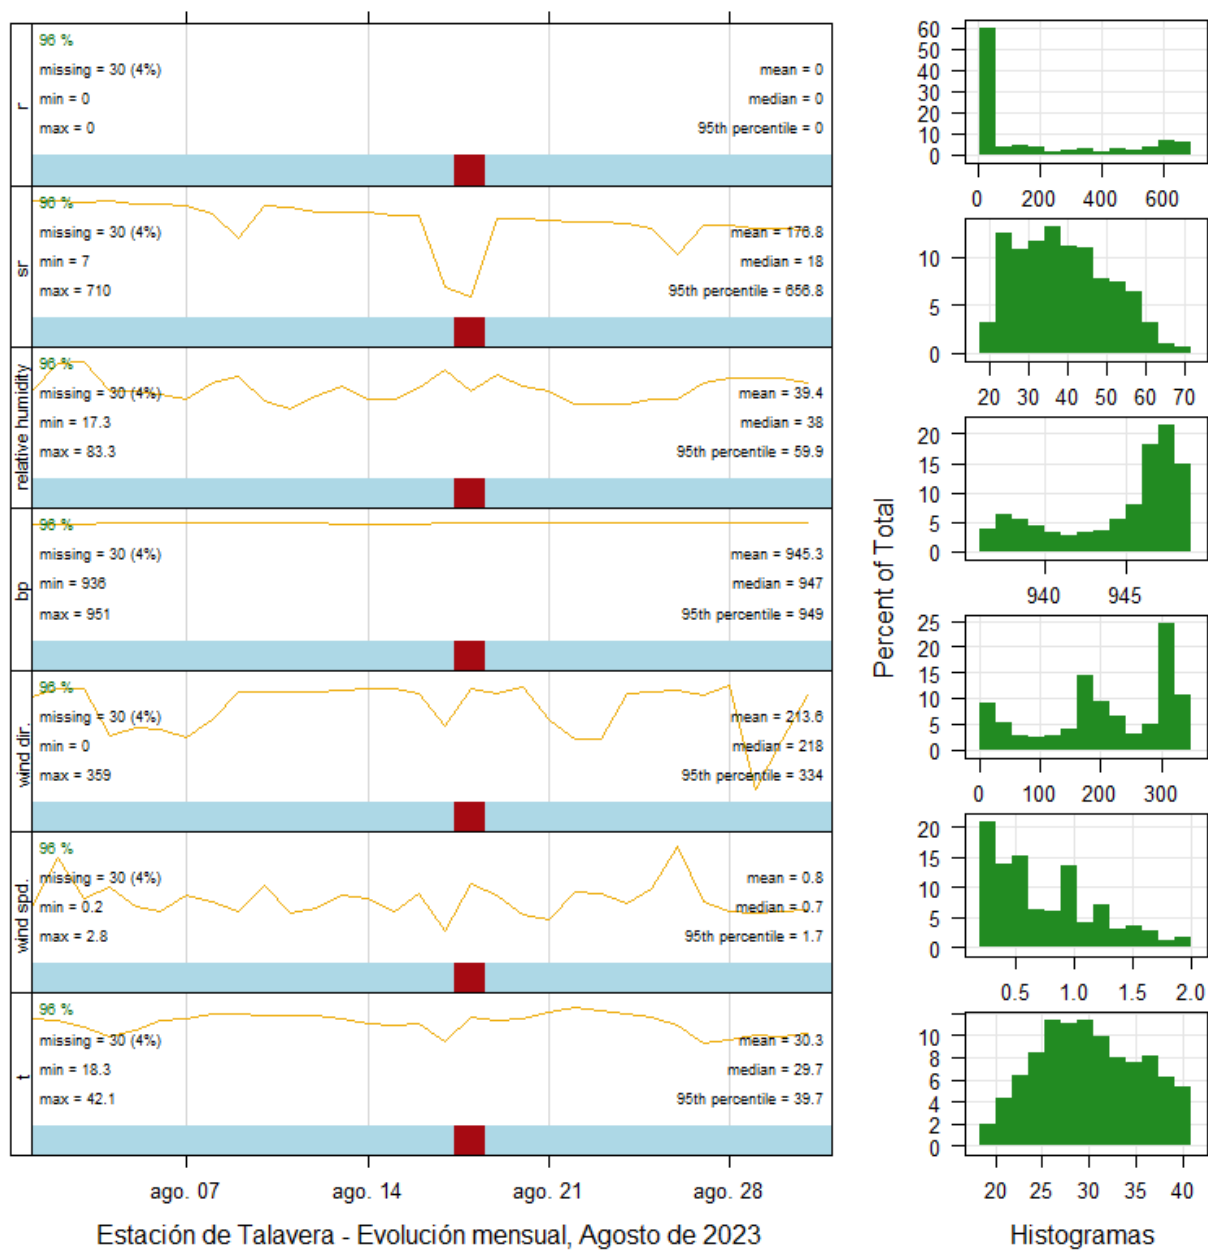 r
96 %
missing = 30 (4%)
min = 0
max = 0
mean = 0
median = 0
95th percentile = 0
sr
96 %
missing = 30 (4%)
min = 7
max = 710
mean = 176.8
median = 18
95th percentile = 656.8
relative humidity
96 %
missing = 30 (4%)
min = 17.3
max = 83.3
mean = 39.4
median = 38
95th percentile = 59.9
bp
96 %
missing = 30 (4%)
min = 936
max = 951
mean = 945.3
median = 947
95th percentile = 949
wind dir.
96 %
missing = 30 (4%)
min = 0
max = 359
mean = 213.6
median = 218
95th percentile = 334
wind spd.
96 %
missing = 30 (4%)
min = 0.2
max = 2.8
mean = 0.8
median = 0.7
95th percentile = 1.7
t
96 %
missing = 30 (4%)
min = 18.3
max = 42.1
mean = 30.3
median = 29.7
95th percentile = 39.7
ago. 07 ago. 14 ago. 21 ago. 28
Estación de Talavera - Evolución mensual, Agosto de 2023
Percent of Total
60
50
40
30
20
10
0
0 200 400 600
10
5
0
20 30 40 50 60 70
20
15
10
5
0
940 945
25
20
15
10
5
0
0 100 200 300
20
15
10
5
0
0.5 1.0 1.5 2.0
10
8
6
4
2
0
20 25 30 35 40
Histogramas